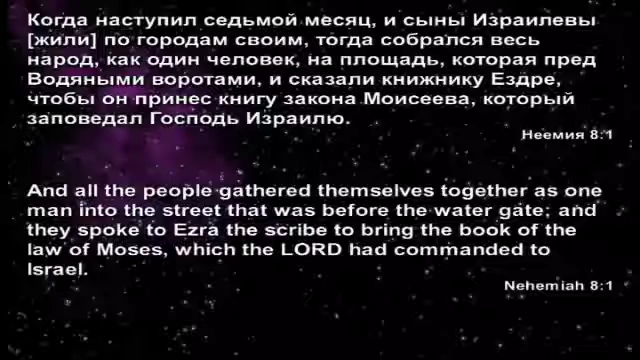 Когда наступил седьмой месяц, и сыны Израилевы
[жили] по городам своим, тогда собрался весь
народ, как один человек, на площадь, которая пред
Водяными воротами, и сказали книжнику Ездре,
чтобы он принес книгу закона Моисеева, который
заповедал Господь Израилю.
Неемия 8:1
And all the people gathered themselves together as one
man into the street that was before the water gate; and
they spoke to Ezra the scribe to bring the book of the
law of Moses, which the LORD had commanded to
Israel.
Nehemiah 8:1